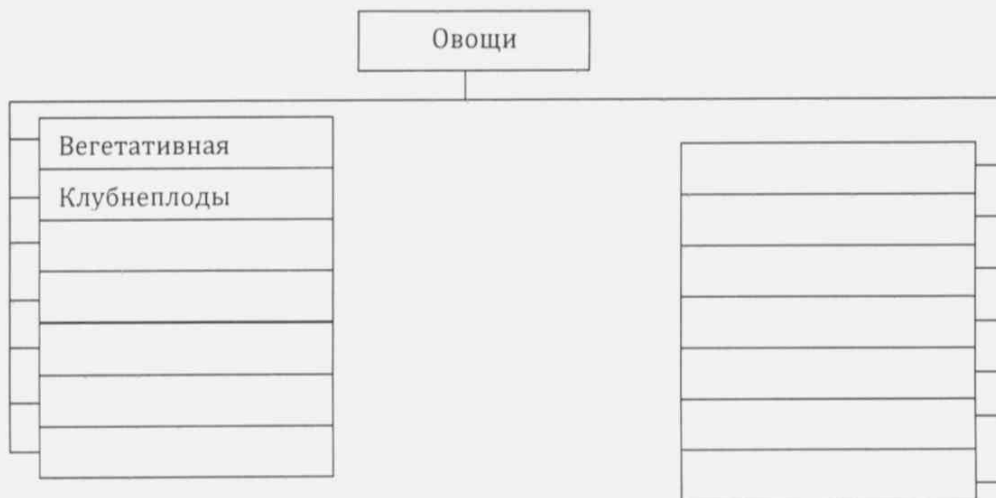 Овощи
Вегетативная
Клубнеплоды